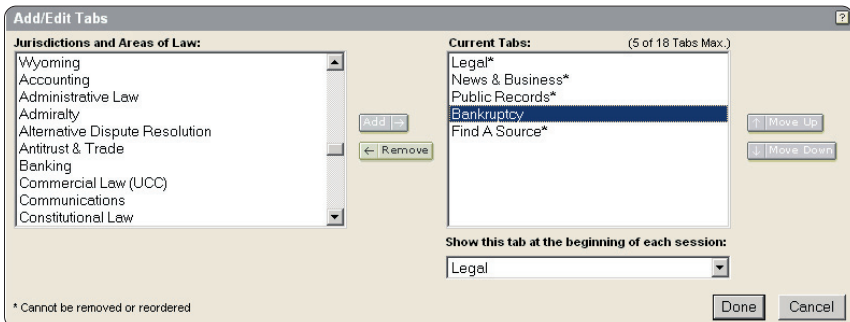 Add/Edit Tabs
?
Jurisdictions and Areas of Law:
Wyoming
Accounting
Administrative Law
Admiralty
Alternative Dispute Resolution
Antitrust & Trade
Banking
Commercial Law (UCC)
Communications
Constitutional Law
Add →
← Remove
Current Tabs: (5 of 18 Tabs Max.)
Legal*
News & Business*
Public Records*
Bankruptcy
Find A Source*
↑ Move Up
↓ Move Down
Show this tab at the beginning of each session:
Legal
* Cannot be removed or reordered
Done
Cancel